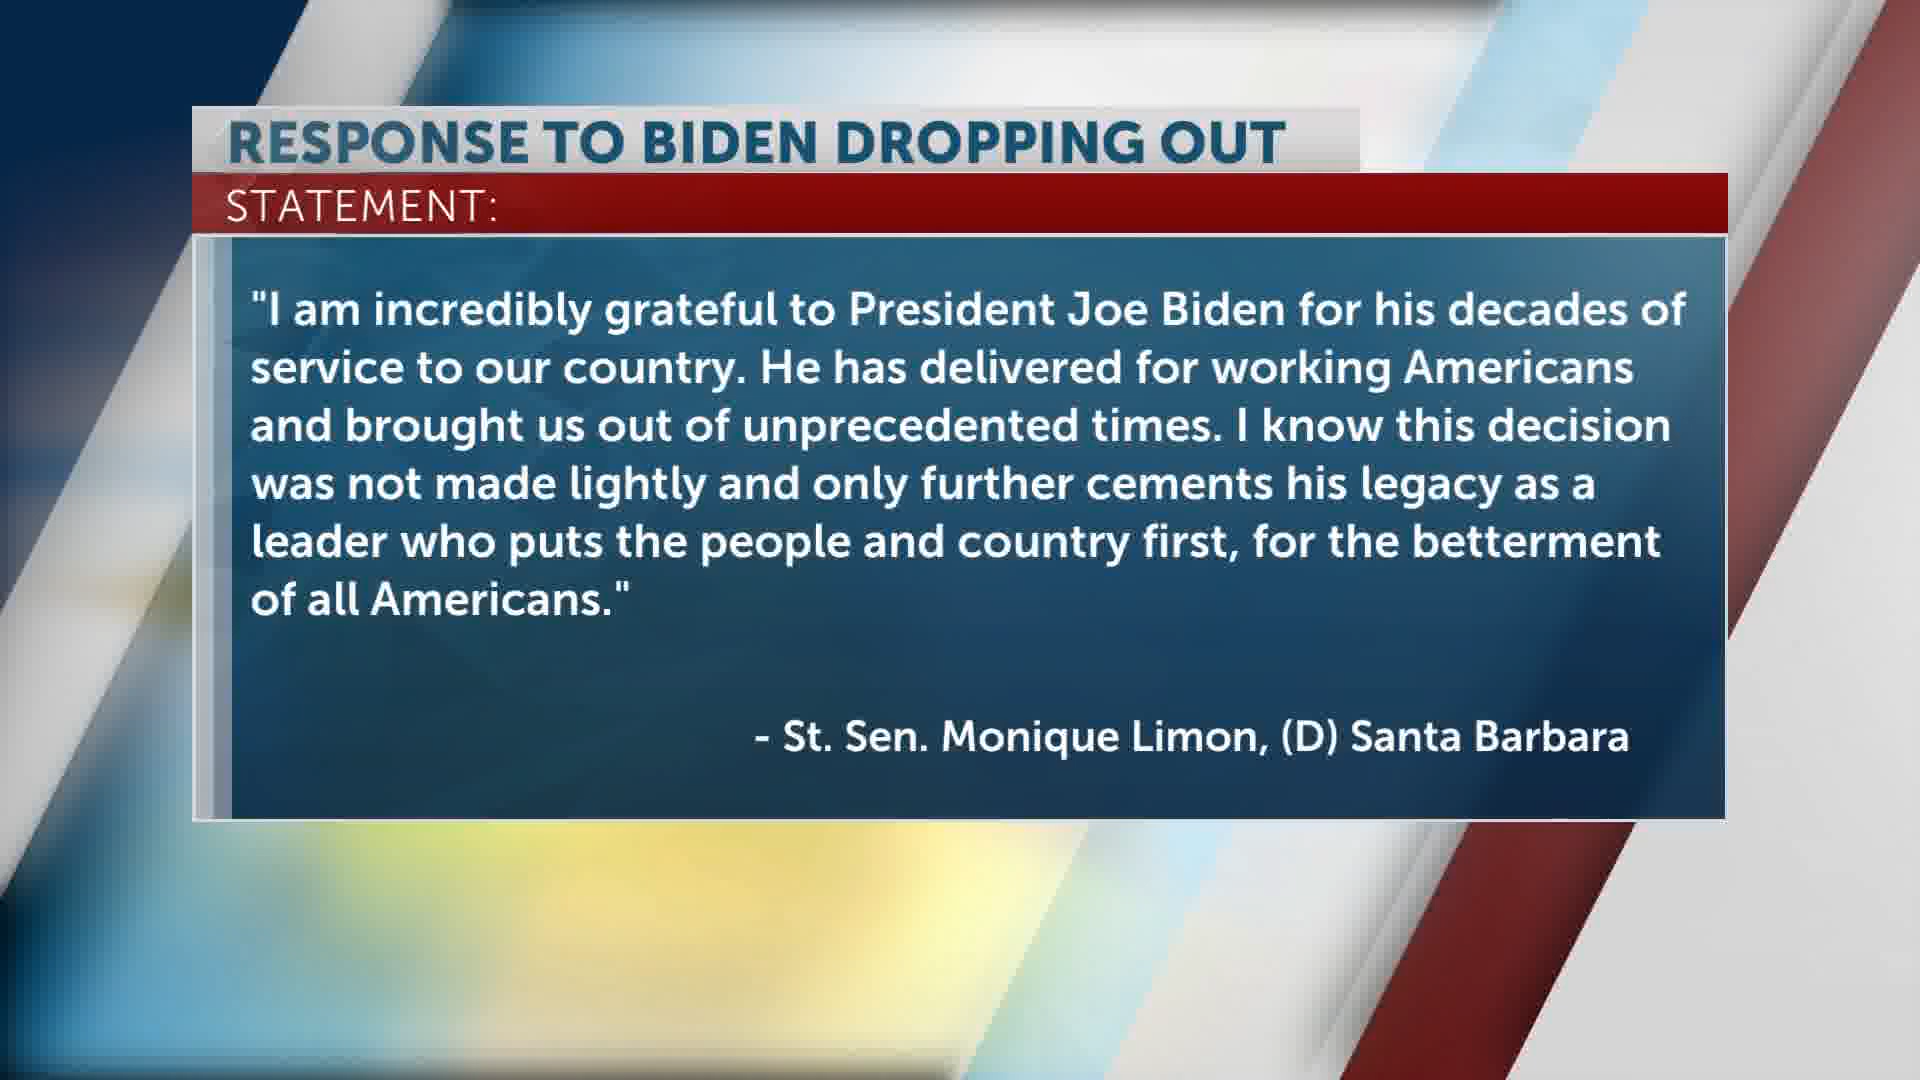 RESPONSE TO BIDEN DROPPING OUT
STATEMENT:
"I am incredibly grateful to President Joe Biden for his decades of
service to our country. He has delivered for working Americans
and brought us out of unprecedented times. I know this decision
was not made lightly and only further cements his legacy as a
leader who puts the people and country first, for the betterment
of all Americans."
- St. Sen. Monique Limon, (D) Santa Barbara